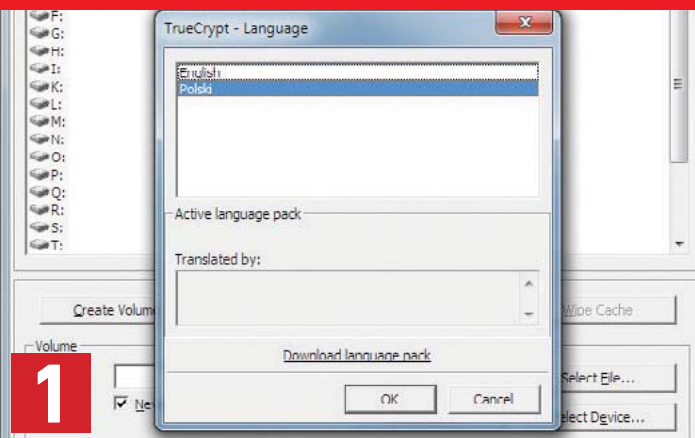 TrueCrypt - Language
F:
G:
H:
I:
K:
L:
M:
N:
O:
P:
Q:
R:
S:
T:
English
Polski
Active language pack
Translated by:
Download language pack
OK
Cancel
Create Volum
Wipe Cache
Volume
Select File...
elect Device...
Ne
1